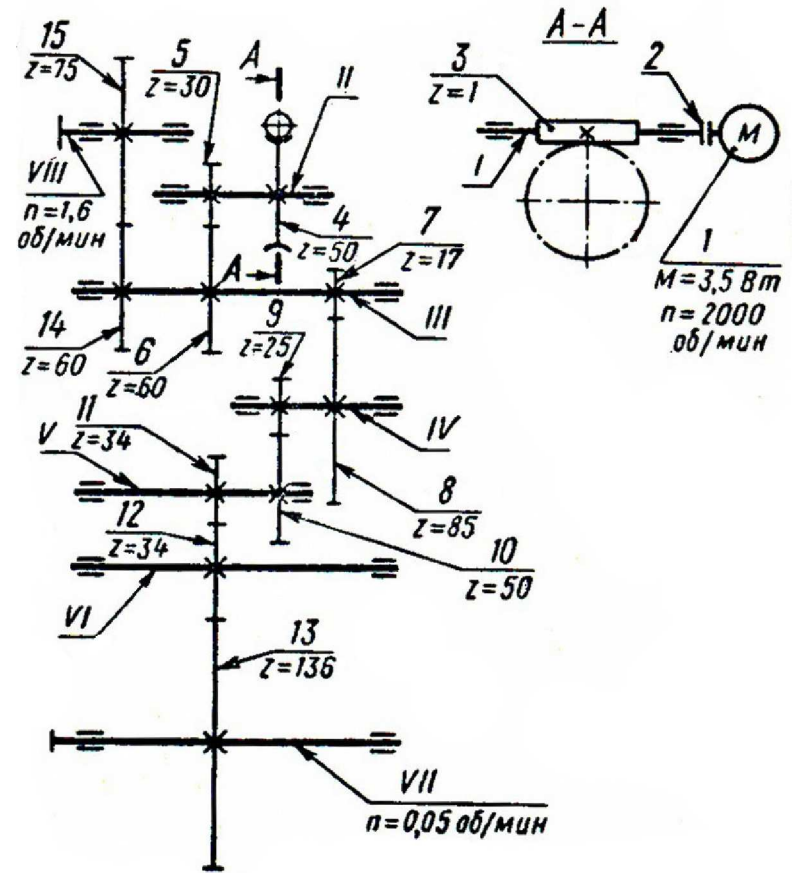 15
z=75
5
z=30
A
II
A–A
3
z=1
2
M
I
VIII
n=1,6
об/мин
4
z=50
7
z=17
1
M=3,5 Вт
n=2000
об/мин
A
III
14
z=60
6
z=60
9
z=25
11
z=34
V
IV
8
z=85
12
z=34
10
z=50
VI
13
z=136
VII
n=0,05 об/мин